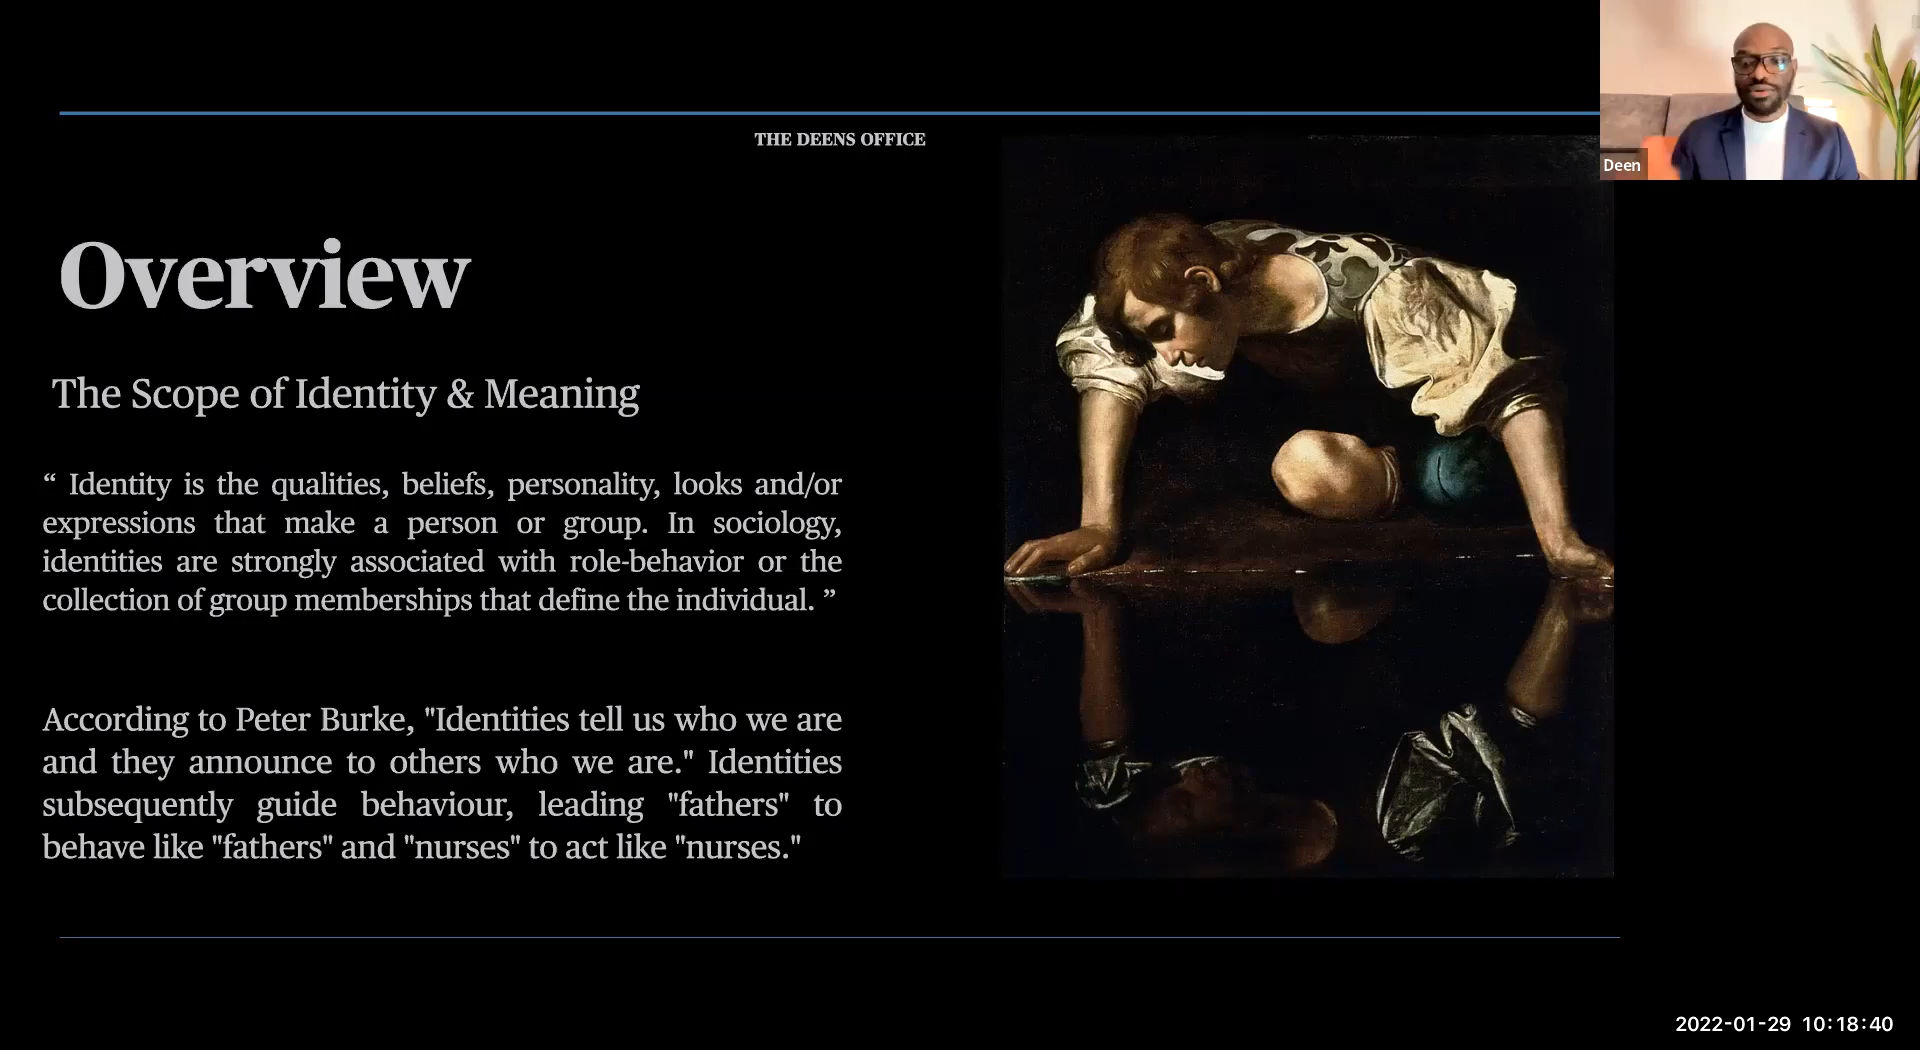 THE DEENS OFFICE
Deen
Overview
The Scope of Identity & Meaning
“ Identity is the qualities, beliefs, personality, looks and/or
expressions that make a person or group. In sociology,
identities are strongly associated with role-behavior or the
collection of group memberships that define the individual. ”
According to Peter Burke, "Identities tell us who we are
and they announce to others who we are." Identities
subsequently guide behaviour, leading "fathers" to
behave like "fathers" and "nurses" to act like "nurses."
2022-01-29 10:18:40